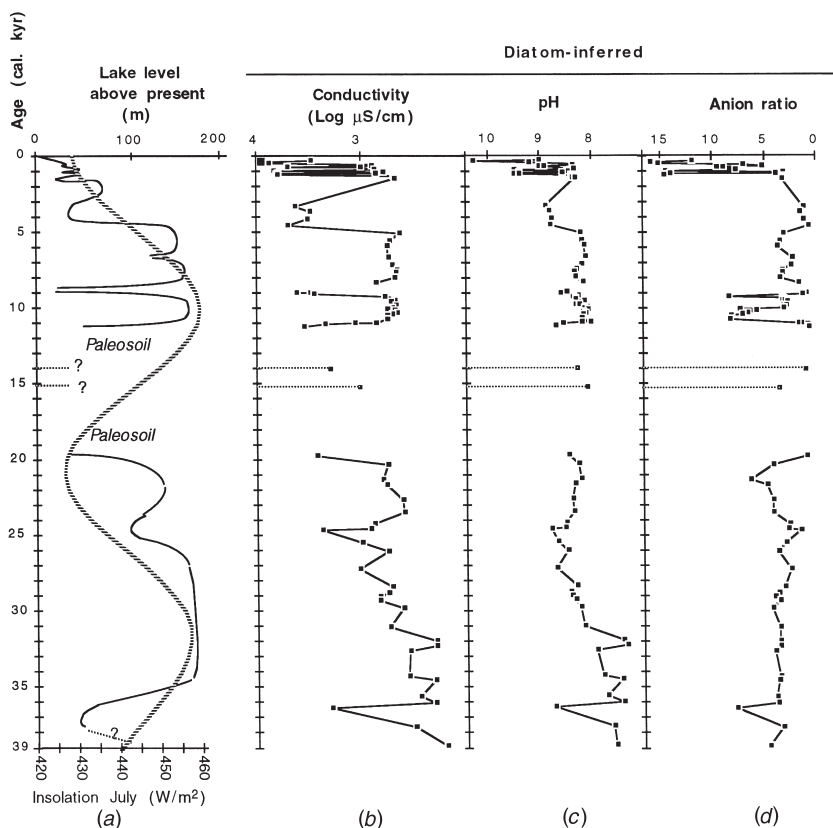 Diatom-inferred
Age (cal. kyr)
Lake level
above present
(m)
Conductivity
(Log μS/cm)
pH
Anion ratio
0 100 200
4 3
10 9 8
15 10 5 0
0
5
10
15
20
25
30
35
39
Paleosoil
?
?
Paleosoil
?
420 430 440 450 460
Insolation July (W/m²)
(a) (b) (c) (d)